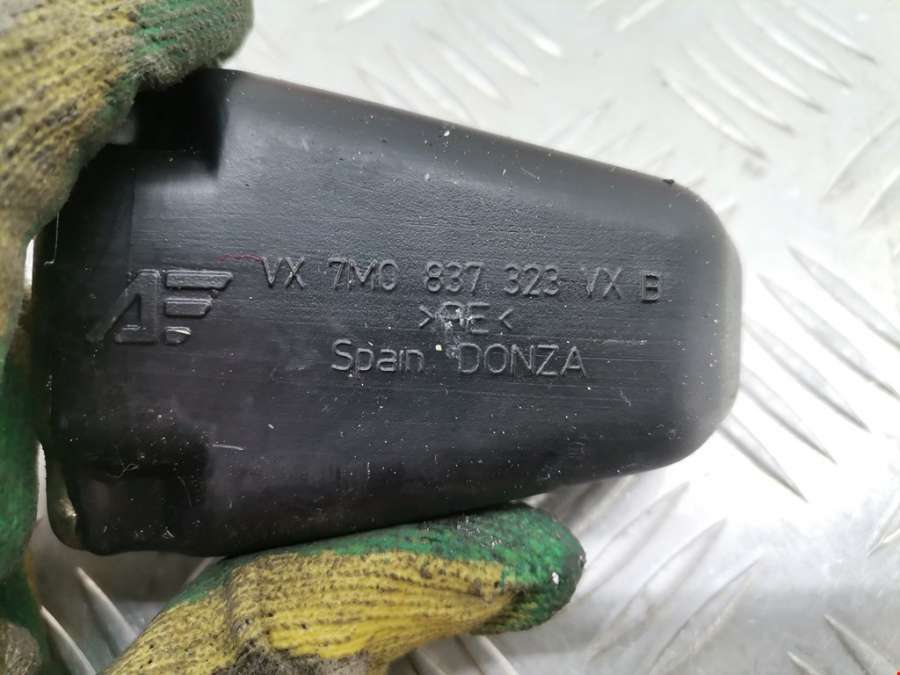 VX 7M0 837 323 VX B
>PE<
Spain DONZA